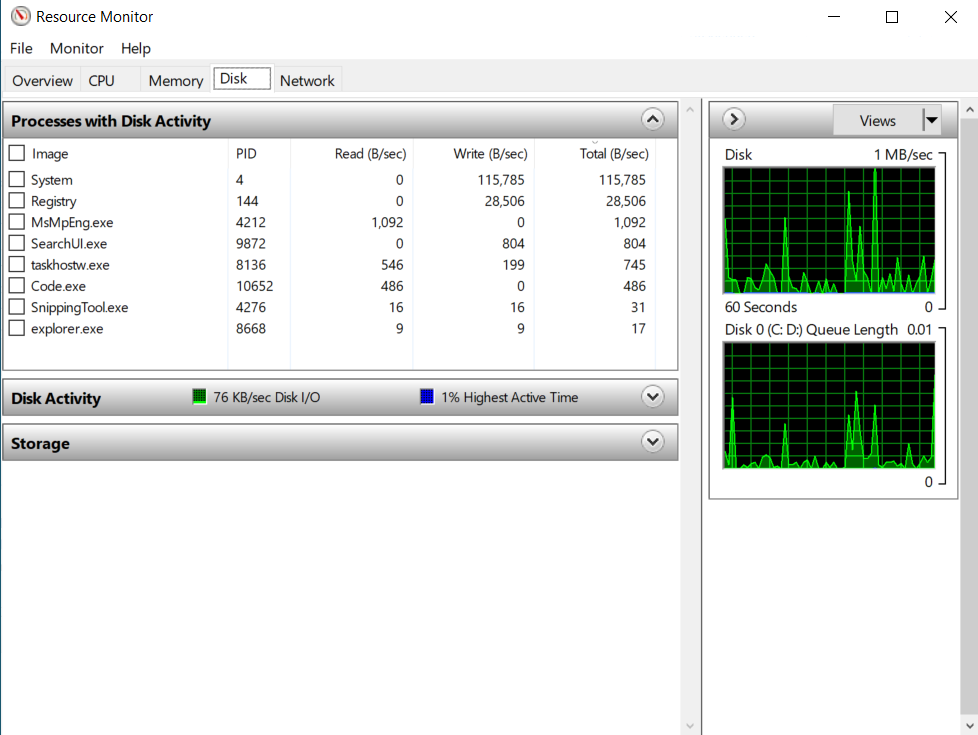 Resource Monitor
File Monitor Help
Overview CPU Memory Disk Network
Processes with Disk Activity
Image PID Read (B/sec) Write (B/sec) Total (B/sec)
System 4 0 115,785 115,785
Registry 144 0 28,506 28,506
MsMpEng.exe 4212 1,092 0 1,092
SearchUI.exe 9872 0 804 804
taskhostw.exe 8136 546 199 745
Code.exe 10652 486 0 486
SnippingTool.exe 4276 16 16 31
explorer.exe 8668 9 9 17
Disk Activity 76 KB/sec Disk I/O 1% Highest Active Time
Storage
Views
Disk 1 MB/sec
60 Seconds 0
Disk 0 (C: D:) Queue Length 0.01
0